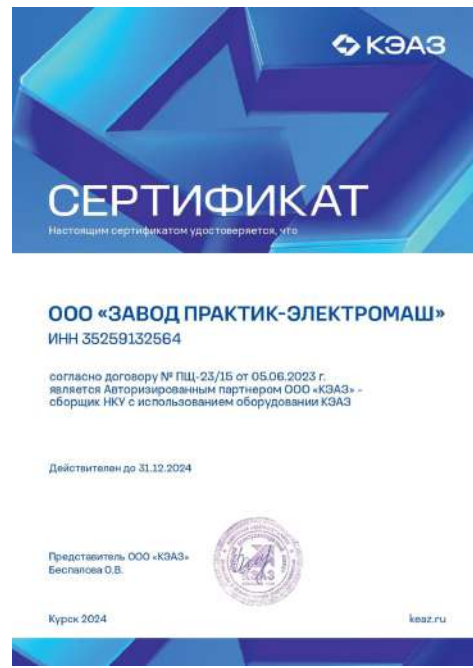 КЭАЗ
СЕРТИФИКАТ
Настоящим сертификатом удостоверяется, что
ООО «ЗАВОД ПРАКТИК-ЭЛЕКТРОМАШ»
ИНН 35259132564
согласно договору № ПЩ-23/15 от 05.06.2023 г.
является Авторизированным партнером ООО «КЭАЗ» -
сборщик НКУ с использованием оборудовании КЭАЗ
Действителен до 31.12.2024
Представитель ООО «КЭАЗ»
Беспалова О.В.
КЭАЗ
Курск 2024
keaz.ru